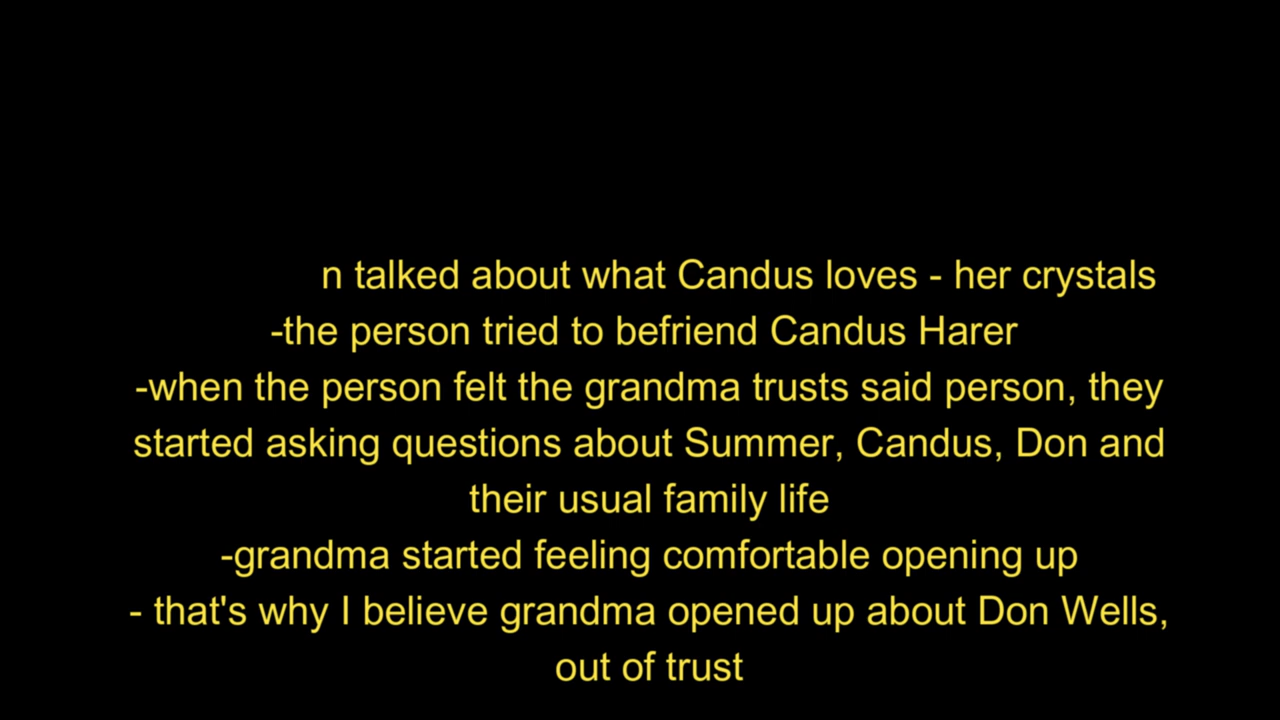 n talked about what Candus loves - her crystals
-the person tried to befriend Candus Harer
-when the person felt the grandma trusts said person, they
started asking questions about Summer, Candus, Don and
their usual family life
-grandma started feeling comfortable opening up
- that's why I believe grandma opened up about Don Wells,
out of trust